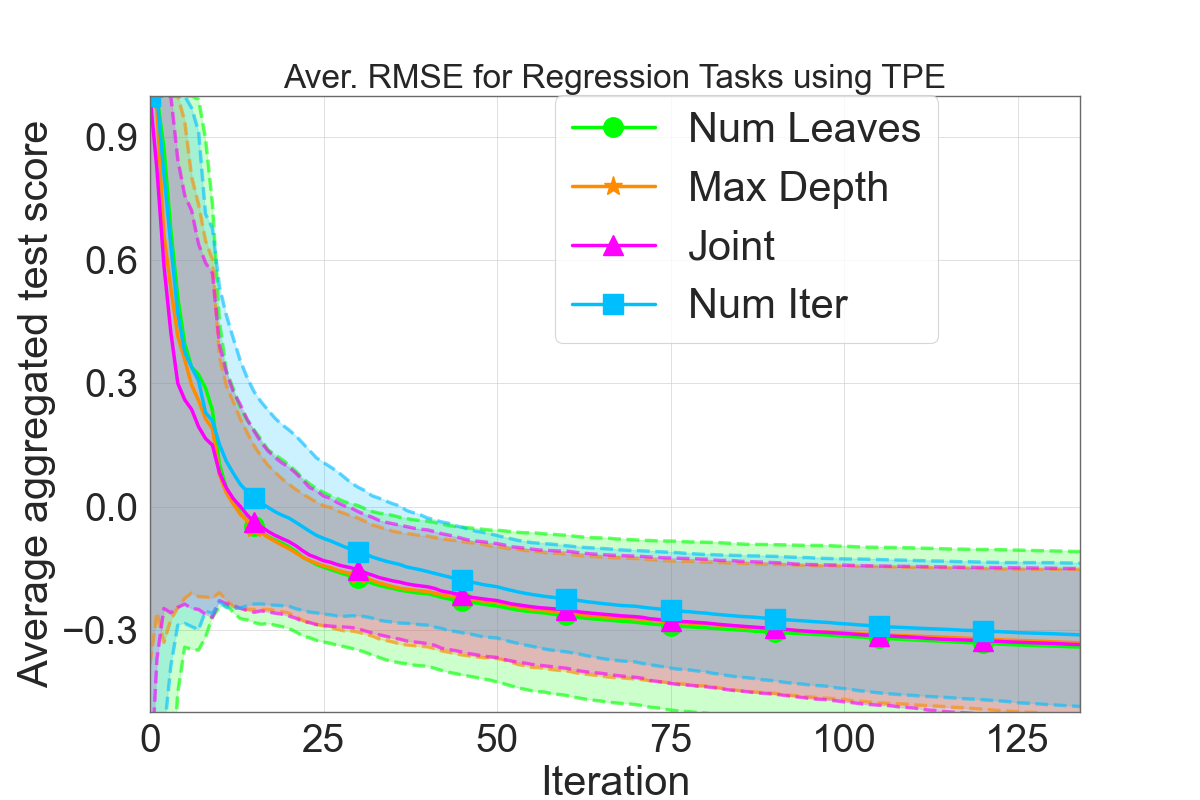 Aver. RMSE for Regression Tasks using TPE
Average aggregated test score
0.9
0.6
0.3
0.0
−0.3
Num Leaves
Max Depth
Joint
Num Iter
0 25 50 75 100 125
Iteration